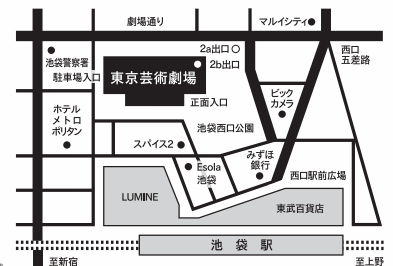 劇場通り
マルイシティ
2a出口
2b出口
西口
五差路
池袋警察署
駐車場入口
東京芸術劇場
正面入口
ビック
カメラ
ホテル
メトロ
ポリタン
池袋西口公園
スパイス2
みずほ
銀行
Esola
池袋
西口駅前広場
LUMINE
東武百貨店
池袋駅
至新宿
至上野